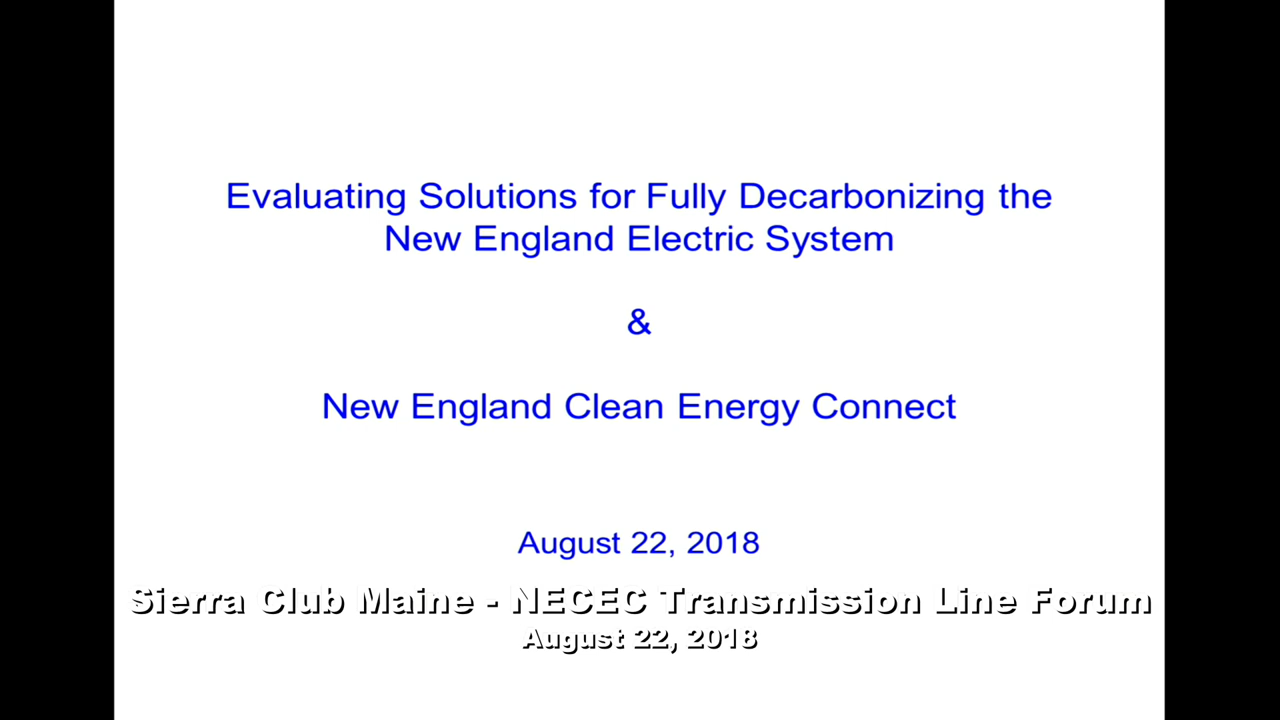 Evaluating Solutions for Fully Decarbonizing the
New England Electric System
&
New England Clean Energy Connect
August 22, 2018
Sierra Club Maine - NECEC Transmission Line Forum
August 22, 2018